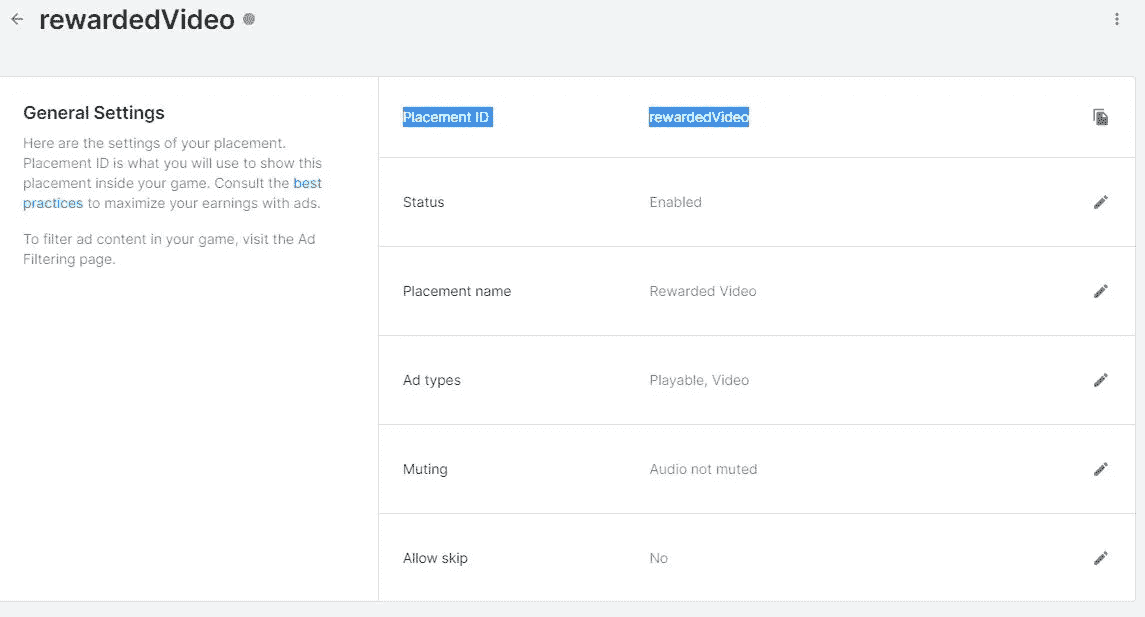 rewardedVideo
General Settings
Here are the settings of your placement.
Placement ID is what you will use to show this
placement inside your game. Consult the best
practices to maximize your earnings with ads.
To filter ad content in your game, visit the Ad
Filtering page.
Placement ID rewardedVideo
Status Enabled
Placement name Rewarded Video
Ad types Playable, Video
Muting Audio not muted
Allow skip No